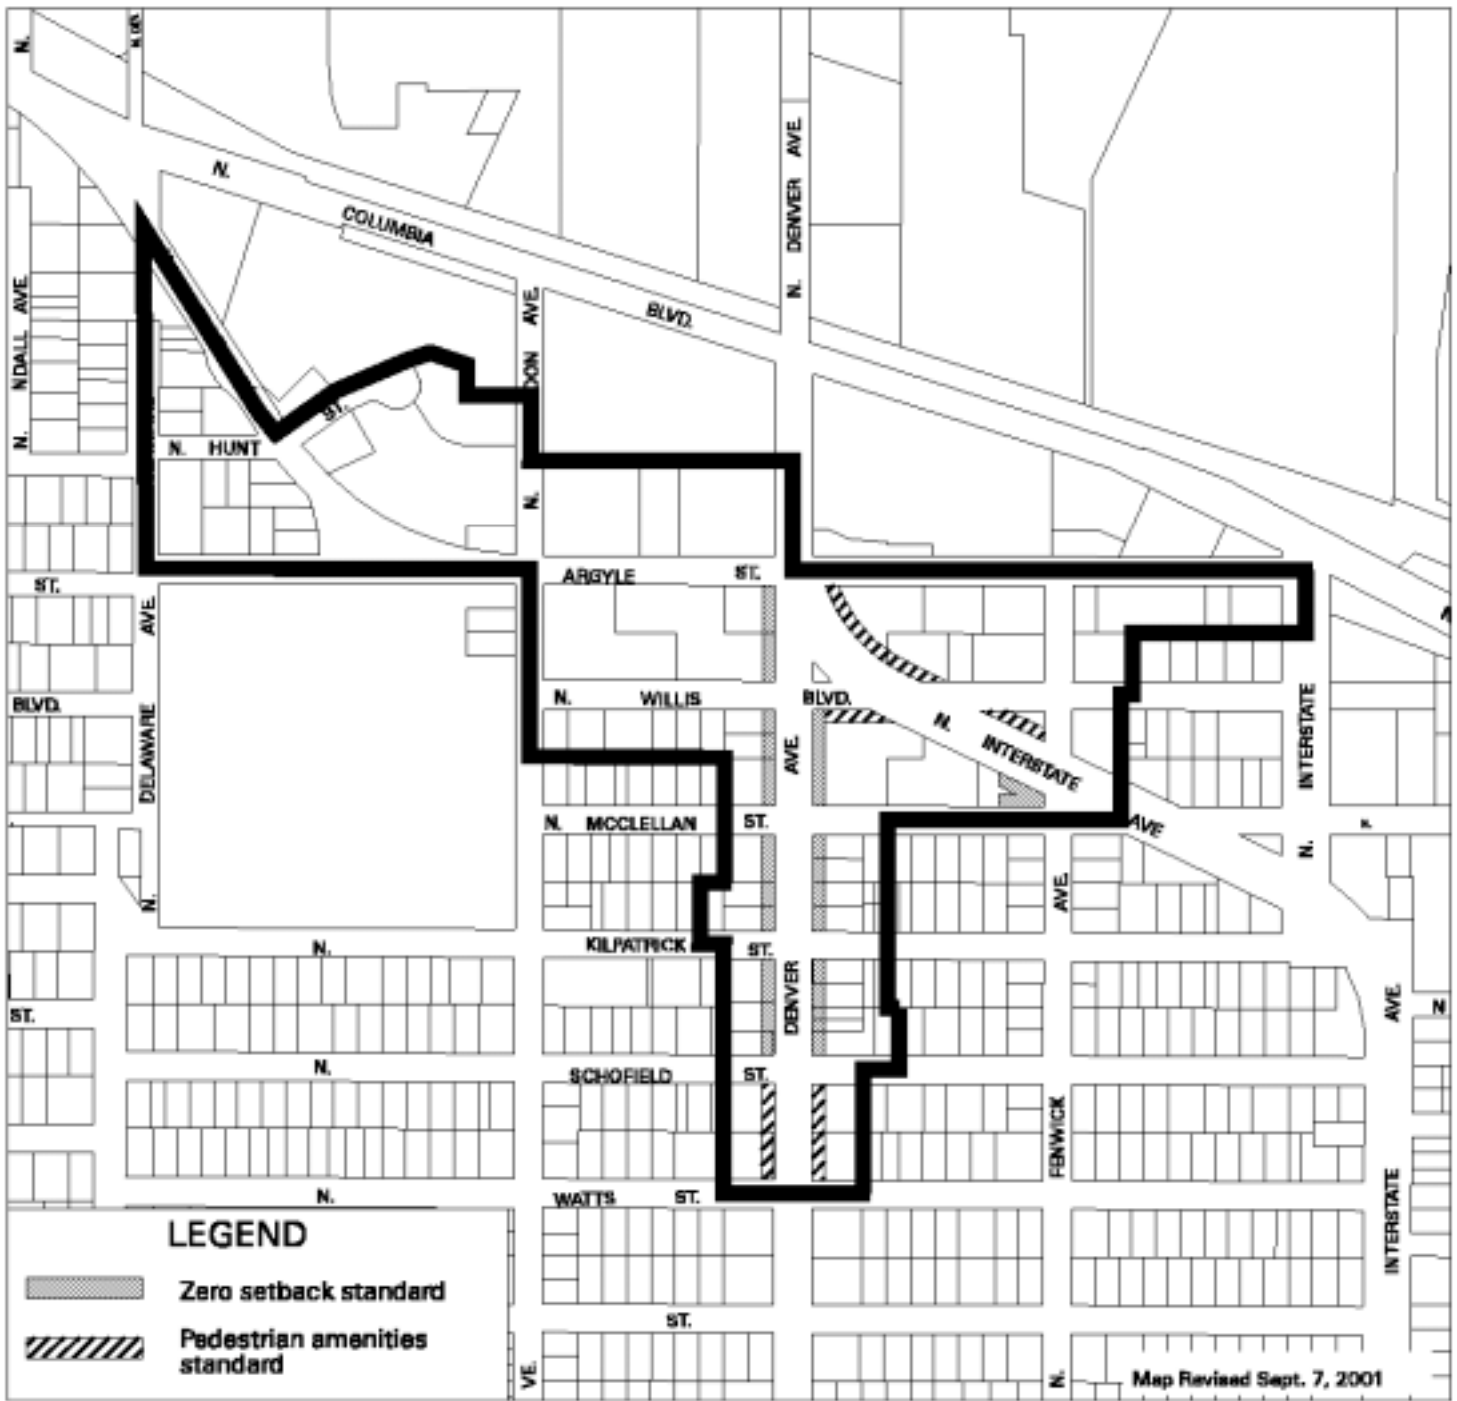 N.
N.
N.
COLUMBIA
BLVD.
N. DENVER AVE.
N. NDALL AVE.
AVE.
DON
N.
ST.
N. HUNT
ARGYLE ST.
ST.
AVE.
DELAWARE
N.
BLVD.
N. WILLIS
BLVD.
N. INTERSTATE AVE
AVE.
DENVER
N. INTERSTATE
N. MCCLELLAN ST.
N.
AVE.
FENWICK
N.
N.
KILPATRICK ST.
ST.
N.
SCHOFIELD ST.
AVE.
INTERSTATE
N
N.
WATTS ST.
ST.
VE.
LEGEND
Zero setback standard
Pedestrian amenities
standard
Map Revised Sept. 7, 2001